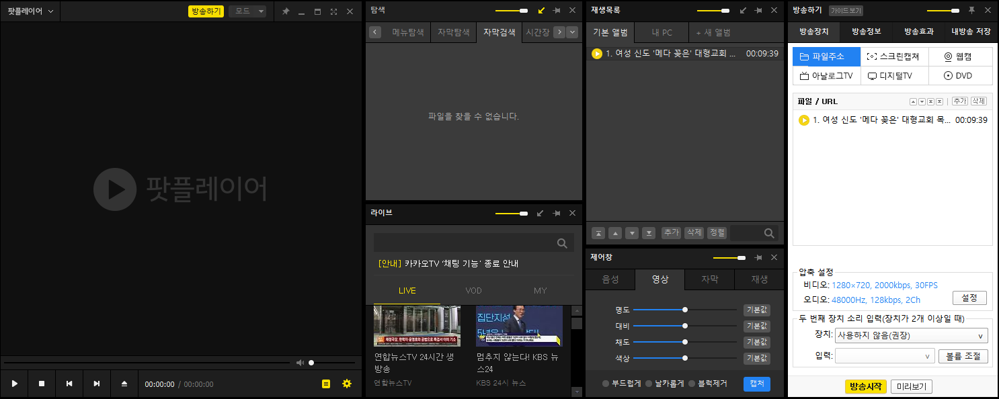 팟플레이어
방송하기
모드
팟플레이어
00:00:00 / 00:00:00
탐색
메뉴탐색
자막탐색
자막검색
시간장
파일을 찾을 수 없습니다.
라이브
[안내] 카카오TV '채팅 기능' 종료 안내
LIVE
VOD
MY
집단지성
연합뉴스TV 24시간 생
방송
연합뉴스TV
멈추지 않는다! KBS 뉴
스24
KBS 24시 뉴스
재생목록
기본 앨범
내 PC
+ 새 앨범
1. 여성 신도 '메다 꽂은' 대형교회 ... 00:09:39
추가
삭제
정렬
제어창
음성
영상
자막
재생
명도
기본값
대비
기본값
채도
기본값
색상
기본값
부드럽게
날카롭게
블럭제거
캡처
방송하기
가이드보기
방송장치
방송정보
방송효과
내방송 저장
파일주소
스크린캡쳐
웹캠
아날로그TV
디지털TV
DVD
파일 / URL
추가
삭제
1. 여성 신도 '메다 꽂은' 대형교회 목... 00:09:39
압축 설정
비디오: 1280×720, 2000kbps, 30FPS
오디오: 48000Hz, 128kbps, 2Ch
설정
두 번째 장치 소리 입력(장치가 2개 이상일 때)
장치: 사용하지 않음(권장)
입력:
볼륨 조절
방송시작
미리보기